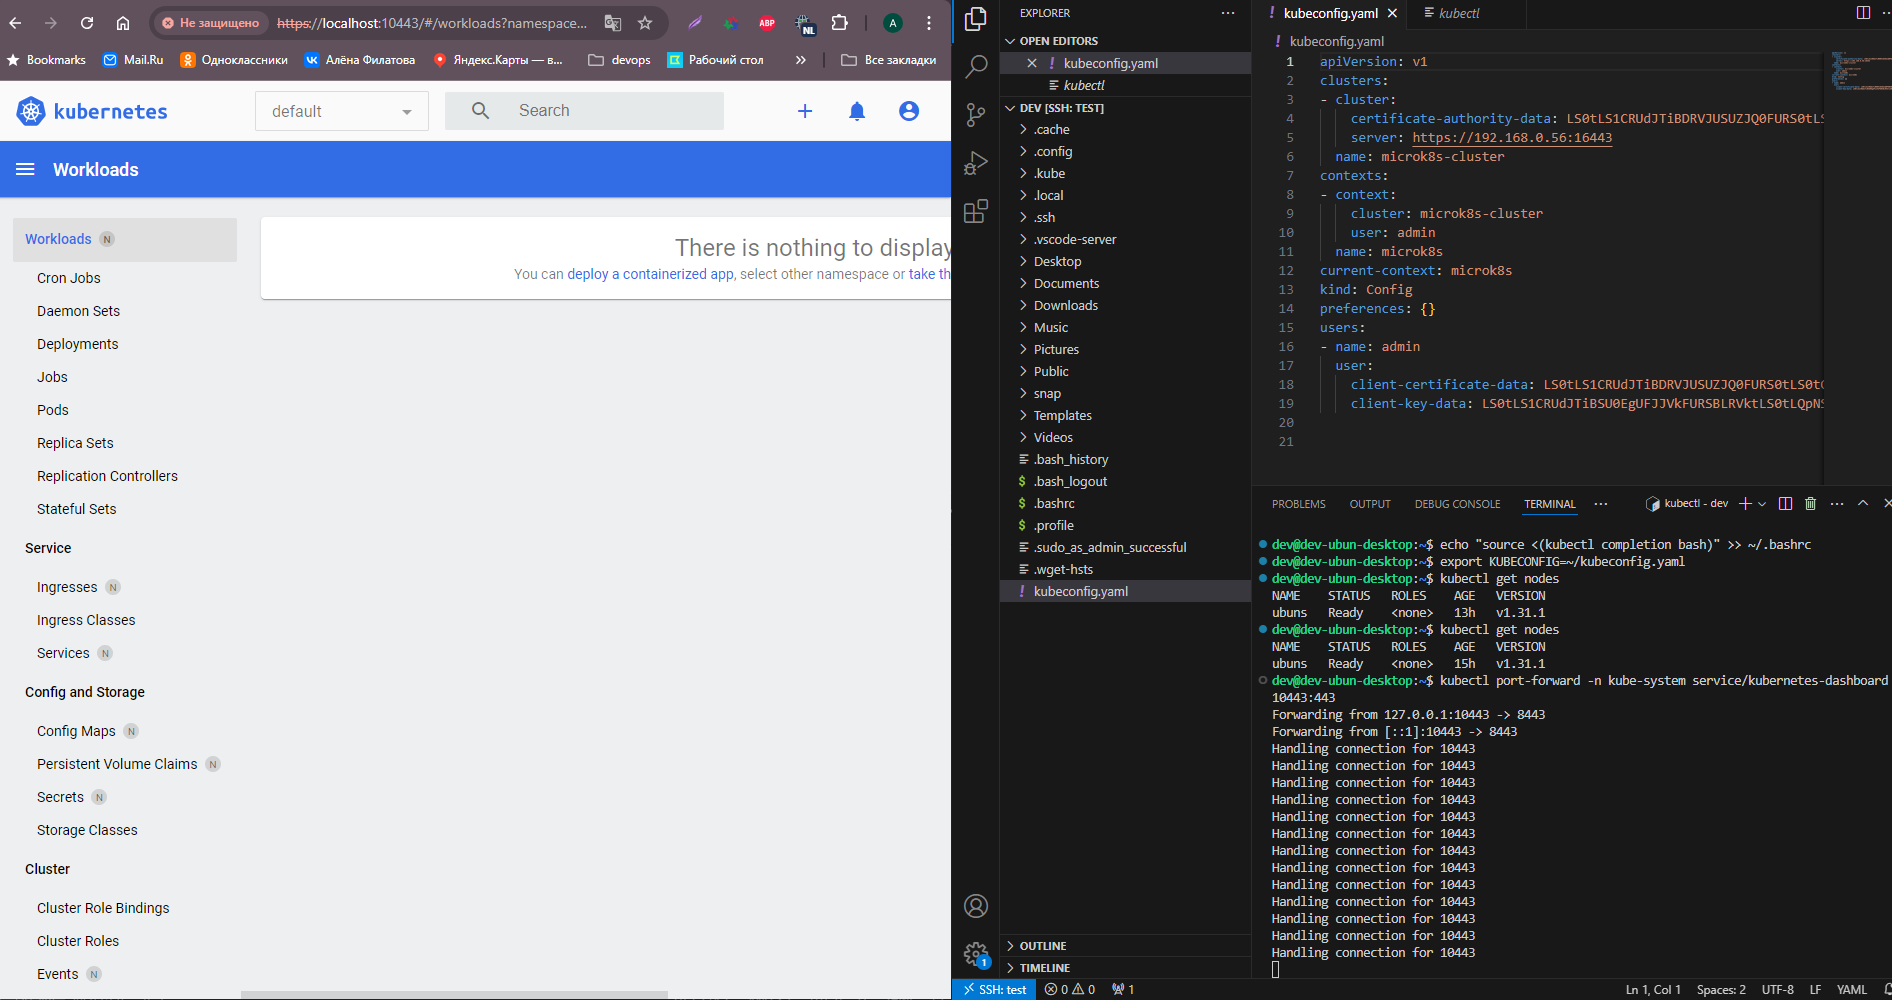 Не защищено
https://localhost:10443/#/workloads?namespace...
ABP
NL
A
Bookmarks
Mail.Ru
Одноклассники
Алёна Филатова
Яндекс.Карты — в...
devops
Рабочий стол
»
Все закладки
kubernetes
default
Search
Workloads
Workloads N
Cron Jobs
Daemon Sets
Deployments
Jobs
Pods
Replica Sets
Replication Controllers
Stateful Sets
Service
Ingresses N
Ingress Classes
Services N
Config and Storage
Config Maps N
Persistent Volume Claims N
Secrets N
Storage Classes
Cluster
Cluster Role Bindings
Cluster Roles
Events N
There is nothing to display
You can deploy a containerized app, select other namespace or take th
EXPLORER
OPEN EDITORS
! kubeconfig.yaml
kubectl
DEV [SSH: TEST]
.cache
.config
.kube
.local
.ssh
.vscode-server
Desktop
Documents
Downloads
Music
Pictures
Public
snap
Templates
Videos
.bash_history
.bash_logout
$ .bashrc
$ .profile
.sudo_as_admin_successful
.wget-hsts
! kubeconfig.yaml
OUTLINE
TIMELINE
! kubeconfig.yaml
kubectl
! kubeconfig.yaml
1 apiVersion: v1
2 clusters:
3 - cluster:
4 certificate-authority-data: LS0tLS1CRUdJTiBDRVJUSUZJQ0FURS0tLS
5 server: https://192.168.0.56:16443
6 name: microk8s-cluster
7 contexts:
8 - context:
9 cluster: microk8s-cluster
10 user: admin
11 name: microk8s
12 current-context: microk8s
13 kind: Config
14 preferences: {}
15 users:
16 - name: admin
17 user:
18 client-certificate-data: LS0tLS1CRUdJTiBDRVJUSUZJQ0FURS0tLS0t
19 client-key-data: LS0tLS1CRUdJTiBSU0EgUFJJVkFURSBLRVktLS0tLQpNS
20
21
PROBLEMS OUTPUT DEBUG CONSOLE TERMINAL ···
kubectl - dev
dev@dev-ubun-desktop:~$ echo "source <(kubectl completion bash)" >> ~/.bashrc
dev@dev-ubun-desktop:~$ export KUBECONFIG=~/kubeconfig.yaml
dev@dev-ubun-desktop:~$ kubectl get nodes
NAME STATUS ROLES AGE VERSION
ubuns Ready <none> 13h v1.31.1
dev@dev-ubun-desktop:~$ kubectl get nodes
NAME STATUS ROLES AGE VERSION
ubuns Ready <none> 15h v1.31.1
dev@dev-ubun-desktop:~$ kubectl port-forward -n kube-system service/kubernetes-dashboard
10443:443
Forwarding from 127.0.0.1:10443 -> 8443
Forwarding from [::1]:10443 -> 8443
Handling connection for 10443
Handling connection for 10443
Handling connection for 10443
Handling connection for 10443
Handling connection for 10443
Handling connection for 10443
Handling connection for 10443
Handling connection for 10443
Handling connection for 10443
Handling connection for 10443
Handling connection for 10443
Handling connection for 10443
Handling connection for 10443
1
SSH: test
0 0
1
Ln 1, Col 1 Spaces: 2 UTF-8 LF YAML